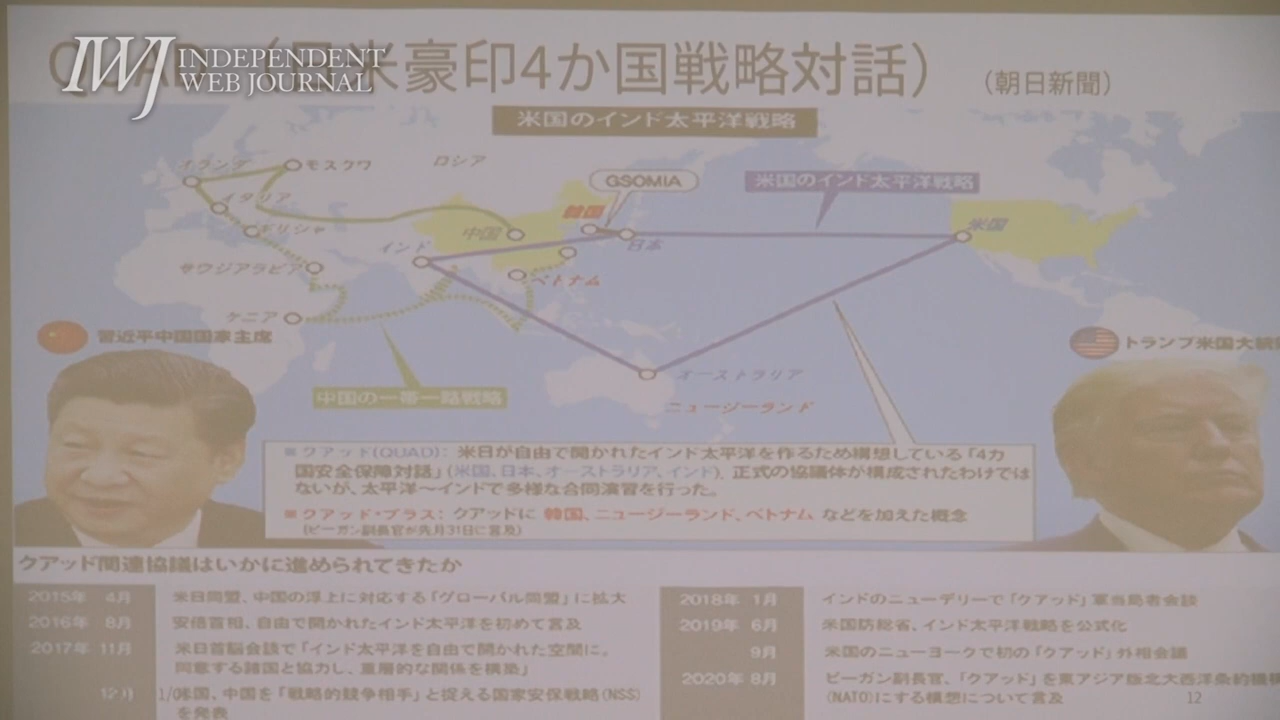 IWJ INDEPENDENT
WEB JOURNAL
米豪印4か国戦略対話） （朝日新聞）
米国のインド太平洋戦略
オランダ
モスクワ
ロシア
GSOMIA
米国のインド太平洋戦略
イタリア
韓国
米国
ギリシャ
中国
日本
インド
サウジアラビア
ベトナム
ケニア
習近平中国国家主席
トランプ米国大統
オーストラリア
中国の一帯一路戦略
ニュージーランド
※クアッド(QUAD): 米日が自由で開かれたインド太平洋を作るため構想している「4カ
国安全保障対話」(米国、日本、オーストラリア、インド)。正式の協議体が構成されたわけでは
ないが、太平洋〜インドで多様な合同演習を行った。
※クアッド・プラス: クアッドに 韓国、ニュージーランド、ベトナム などを加えた概念
(ビーガン副長官が先月31日に言及)
クアッド関連協議はいかに進められてきたか
2015年 4月 米日同盟、中国の浮上に対応する「グローバル同盟」に拡大
2016年 8月 安倍首相、自由で開かれたインド太平洋を初めて言及
2017年 11月 米日首脳会談で「インド太平洋を自由で開かれた空間に。
同意する諸国と協力し、重層的な関係を構築」
12月 米国、中国を「戦略的競争相手」と捉える国家安保戦略(NSS)
を発表
2018年 1月 インドのニューデリーで「クアッド」軍当局者会談
2019年 6月 米国防総省、インド太平洋戦略を公式化
9月 米国のニューヨークで初の「クアッド」外相会議
2020年 8月 ビーガン副長官、「クアッド」を東アジア版北大西洋条約機構
(NATO)にする構想について言及
12